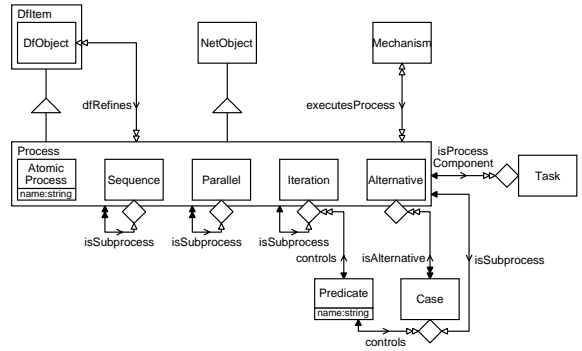 DfItem
DfObject
NetObject
Mechanism
dfRefines
executesProcess
Process
Atomic
Process
name:string
Sequence
Parallel
Iteration
Alternative
isProcess
Component
Task
isSubprocess
isSubprocess
isSubprocess
controls
isAlternative
isSubprocess
Predicate
name:string
Case
controls